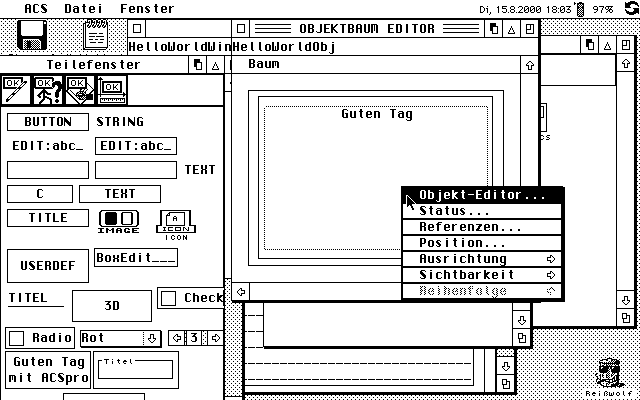 ACS Datei Fenster
Di, 15.8.2000 18:03 97%
OBJEKTBAUM EDITOR
HelloWorldWin
HelloWorldObj
Teilefenster
Baum
OK
OK
OK
OK
BUTTON
STRING
Guten Tag
EDIT:abc_
EDIT:abc_
TEXT
C
TEXT
Objekt-Editor...
Status...
Referenzen...
Position...
Ausrichtung
Sichtbarkeit
Reihenfolge
TITLE
IMAGE
ICON
ICON
USERDEF
BoxEdit___
TITEL
3D
Check
Radio
Rot
3
Guten Tag
mit ACSpro
Titel
Reißwolf